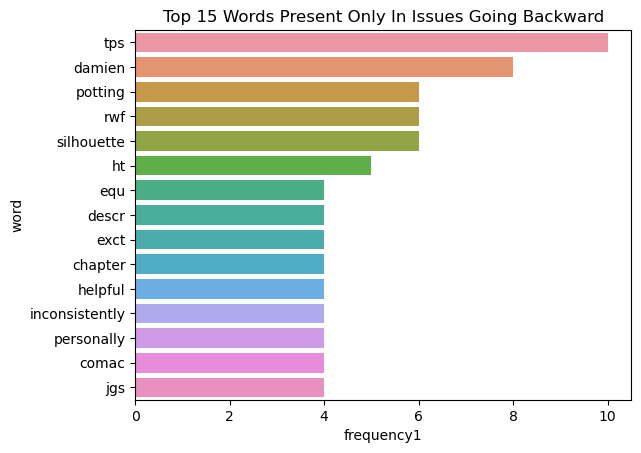 Top 15 Words Present Only In Issues Going Backward
tps
damien
potting
rwf
silhouette
ht
equ
descr
exct
chapter
helpful
inconsistently
personally
comac
jgs
word
0 2 4 6 8 10
frequency1